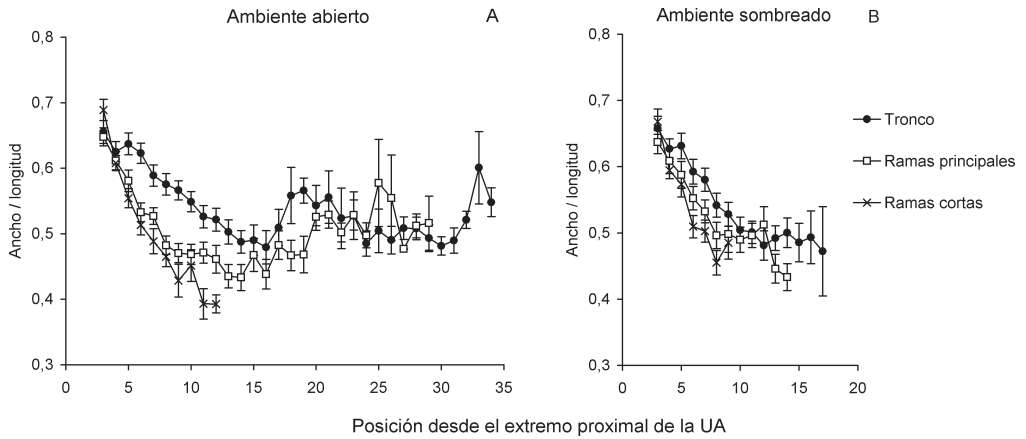 Ambiente abierto
A
Ancho / longitud
0,8
0,7
0,6
0,5
0,4
0,3
0 5 10 15 20 25 30 35
Ambiente sombreado
B
Ancho / longitud
0,8
0,7
0,6
0,5
0,4
0,3
0 5 10 15 20
Tronco
Ramas principales
Ramas cortas
Posición desde el extremo proximal de la UA